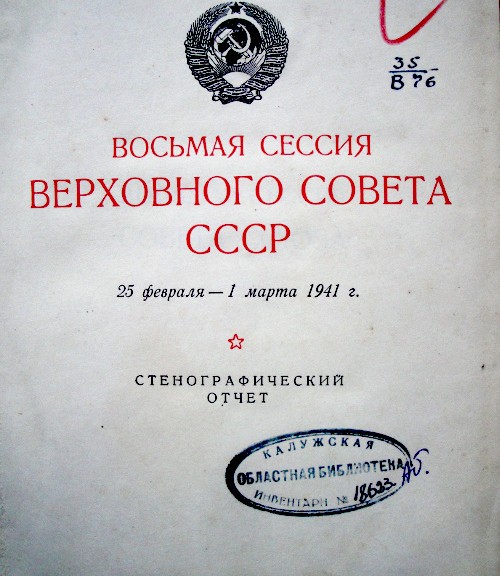 35
В 76
ВОСЬМАЯ СЕССИЯ
ВЕРХОВНОГО СОВЕТА
СССР
25 февраля — 1 марта 1941 г.
СТЕНОГРАФИЧЕСКИЙ
ОТЧЕТ
КАЛУЖСКАЯ
ОБЛАСТНАЯ БИБЛИОТЕКА
ИНВЕНТАРН № 18623